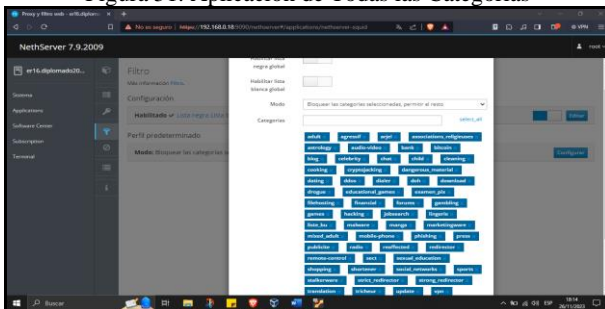 Figura 31. Aplicación de Todas las Categorías
Proxy y filtro web - er16.diplom
No es seguro https://192.168.0.18:9090/nethserver#/applications/nethserver-squid
VPN
NethServer 7.9.2009
root
er16.diplomado20...
Sistema
Applications
Software Center
Subscription
Terminal
Filtro
Más información Filtro.
Configuración
Habilitado
Editar
Perfil predeterminado
Modo: Bloquear las categorías
Configurar
Habilitar lista
negra global
Habilitar lista
blanca global
Modo Bloquear las categorías seleccionadas, permitir el resto
Categorías select_all
adult agressif arjel associations_religieuses
astrology audio-video bank bitcoin
blog celebrity chat child cleaning
cooking cryptojacking dangerous_material
dating ddos dialer doh download
drogue educational_games examen_pix
filehosting financial forums gambling
games hacking jobsearch lingerie
liste_bu malware manga marketingware
mixed_adult mobile-phone phishing press
publicite radio reaffected redirector
remote-control sect sexual_education
shopping shortener social_networks sports
stalkerware strict_redirector strong_redirector
translation tricheur update vpn
Buscar
ESP
18:14
26/11/2023